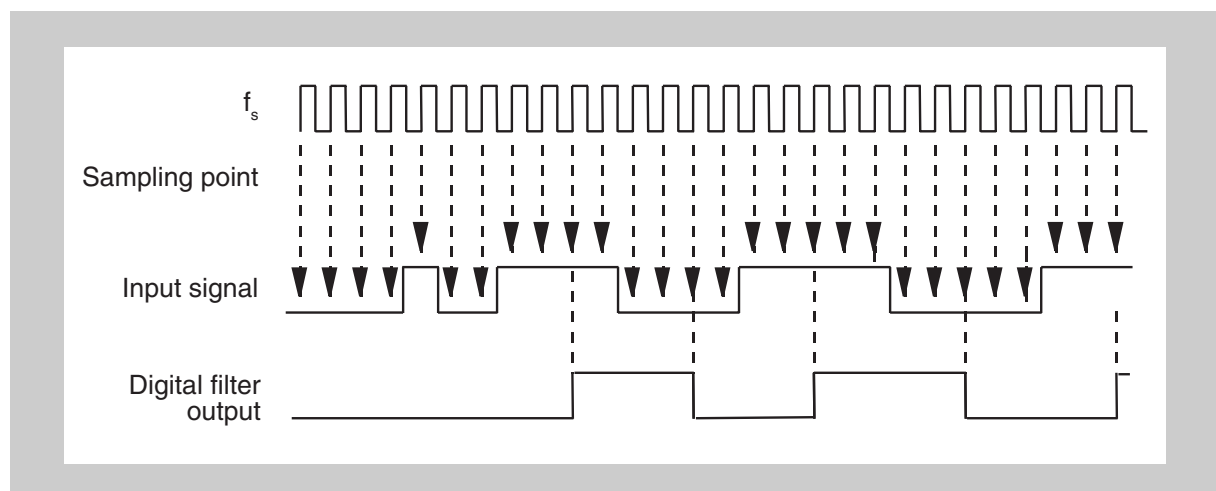 fs
Sampling point
Input signal
Digital filter
output